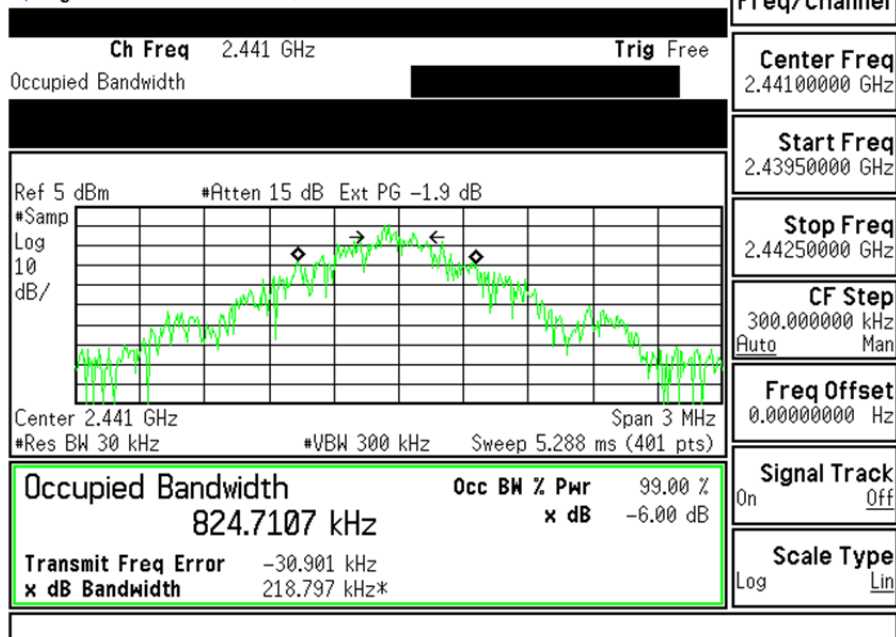 Freq/Channel
Ch Freq 2.441 GHz Trig Free
Occupied Bandwidth
Center Freq
2.44100000 GHz
Start Freq
2.43950000 GHz
Stop Freq
2.44250000 GHz
CF Step
300.000000 kHz
Auto Man
Freq Offset
0.00000000 Hz
Signal Track
On Off
Scale Type
Log Lin
Ref 5 dBm #Atten 15 dB Ext PG -1.9 dB
#Samp
Log
10
dB/
Center 2.441 GHz Span 3 MHz
#Res BW 30 kHz #VBW 300 kHz Sweep 5.288 ms (401 pts)
Occupied Bandwidth
824.7107 kHz
Occ BW % Pwr 99.00 %
x dB -6.00 dB
Transmit Freq Error -30.901 kHz
x dB Bandwidth 218.797 kHz*